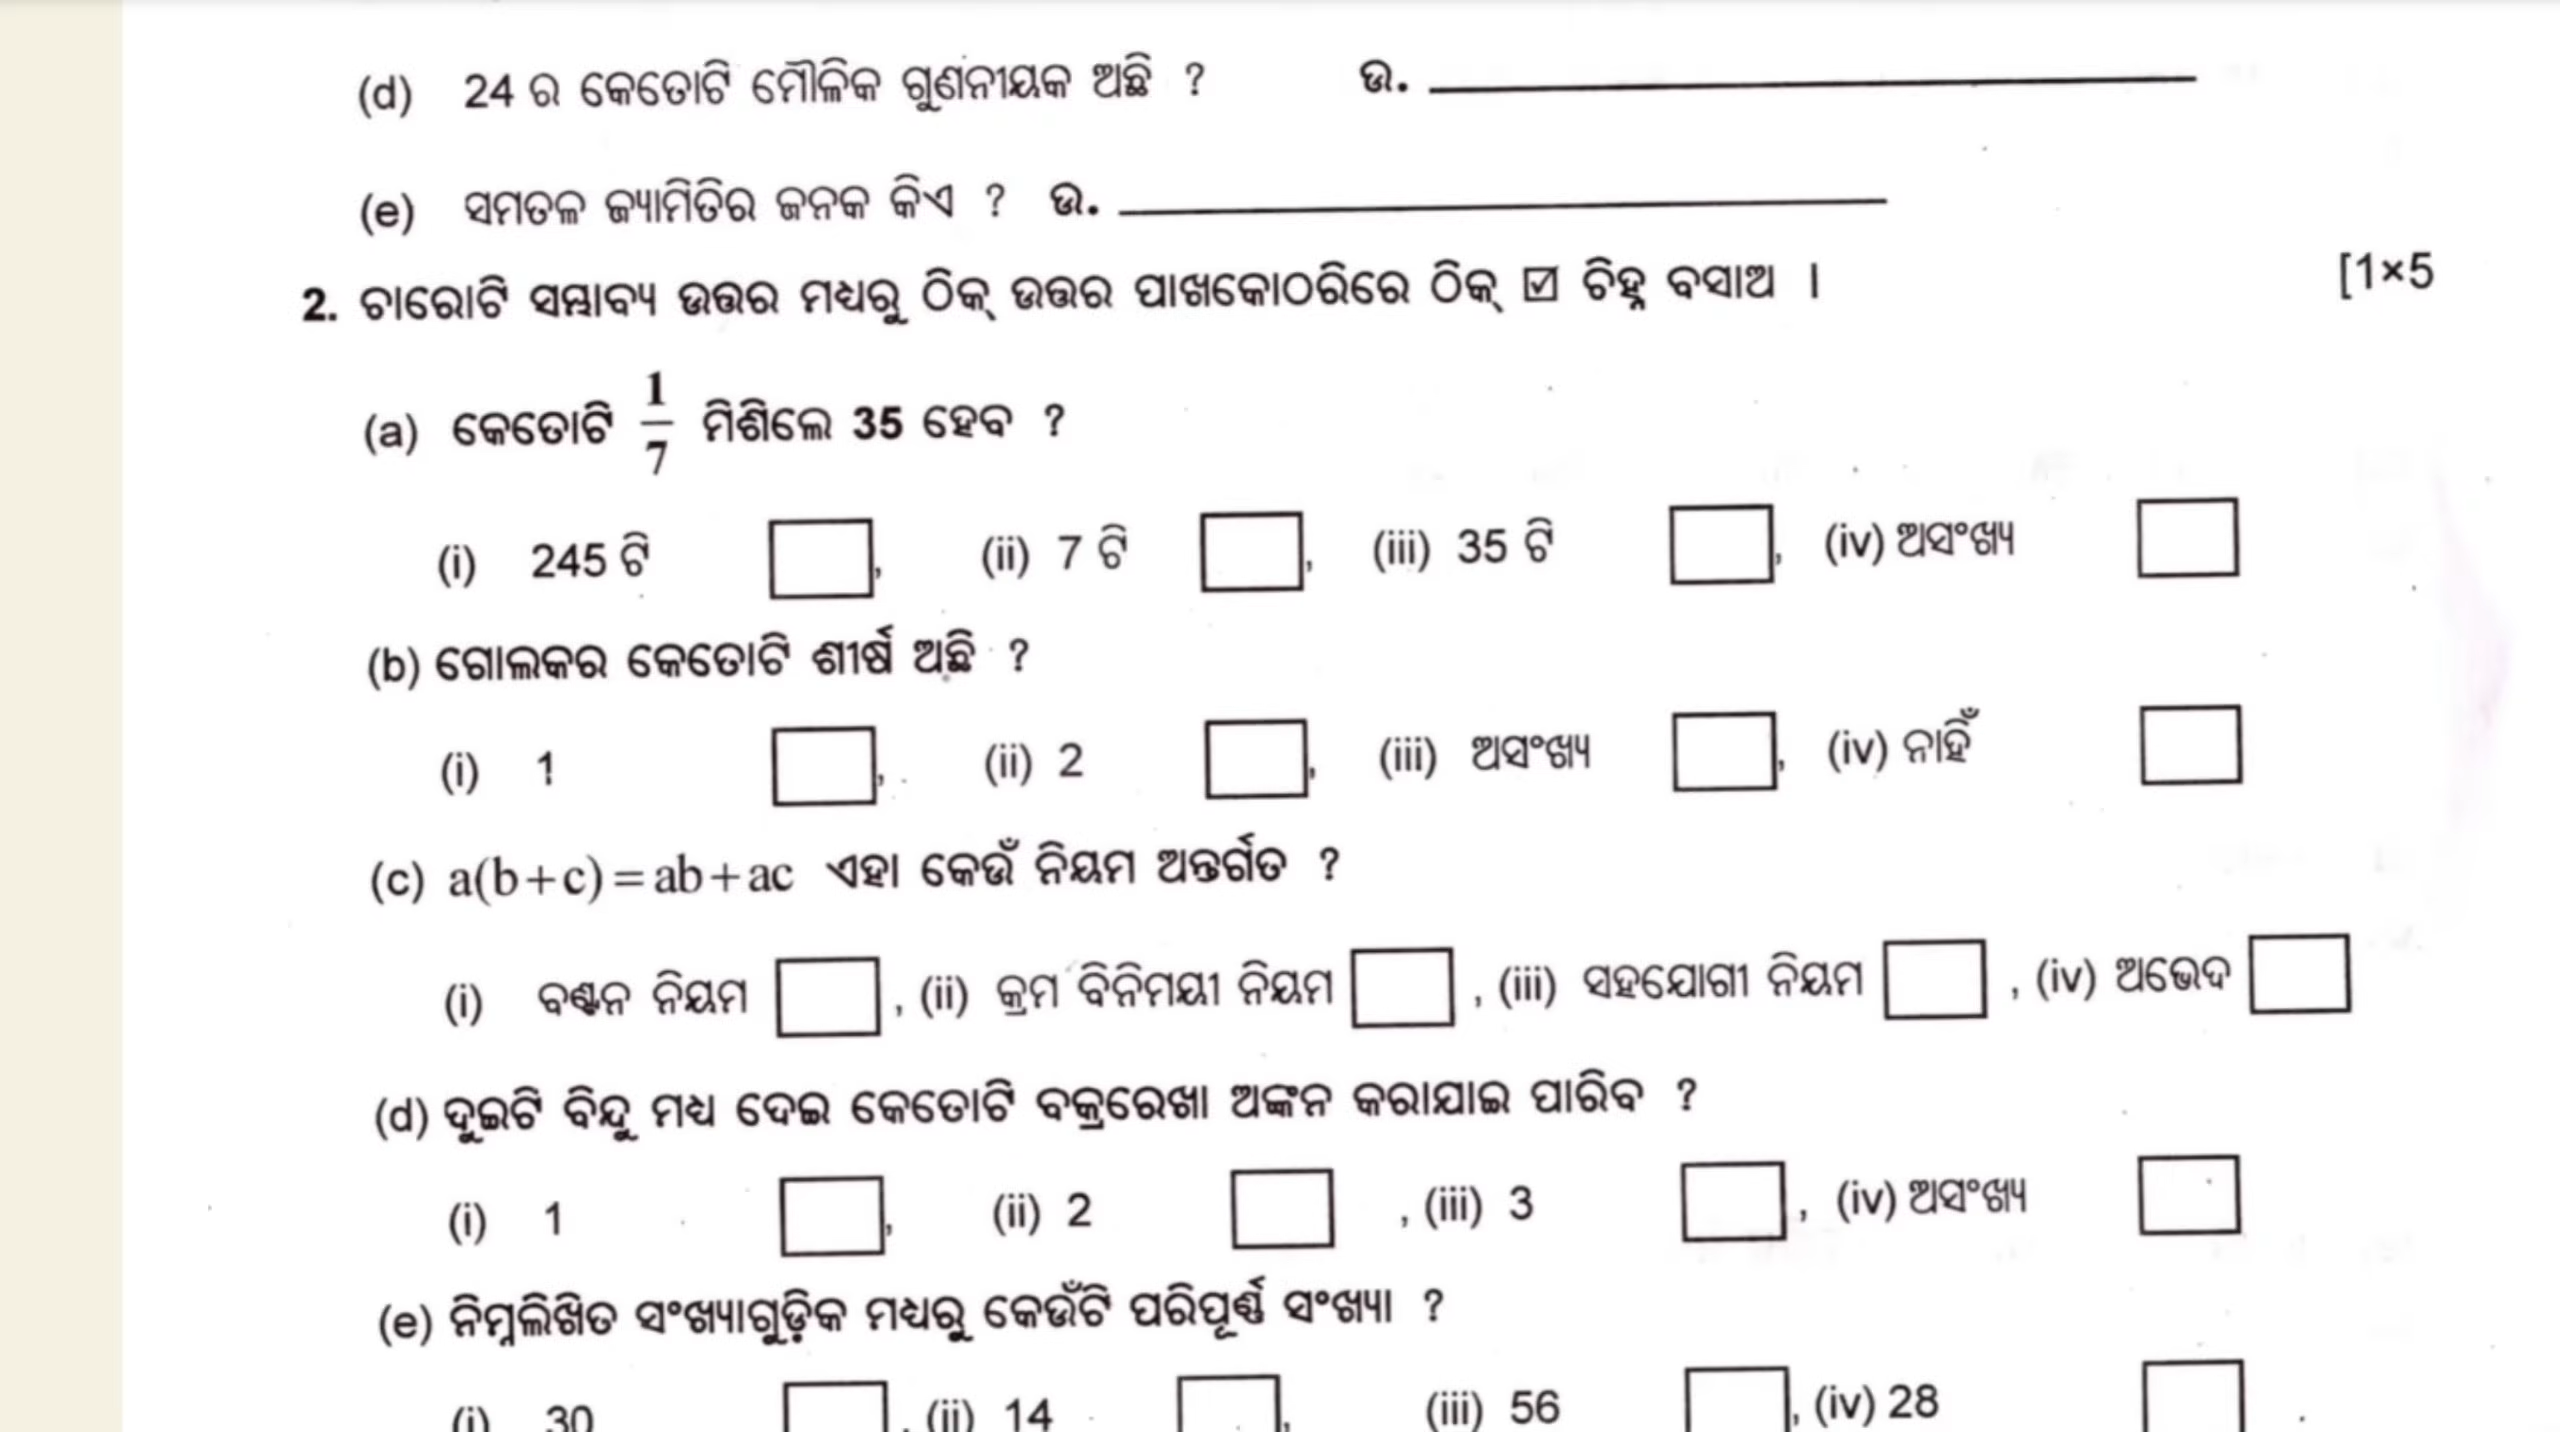 (d) 24 ର କେତୋଟି ମୌଳିକ ଗୁଣନୀୟକ ଅଛି ? ଉ. ____________
(e) ସମତଳ ଜ୍ୟାମିତିର ଜନକ କିଏ ? ଉ. ____________
2. ଚାରୋଟି ସମ୍ଭାବ୍ୟ ଉତ୍ତର ମଧ୍ୟରୁ ଠିକ୍ ଉତ୍ତର ପାଖକୋଠରିରେ ଠିକ୍ ☑ ଚିହ୍ନ ବସାଅ । [1×5
(a) କେତୋଟି 1/7 ମିଶିଲେ 35 ହେବ ?
(i) 245 ଟି □, (ii) 7 ଟି □, (iii) 35 ଟି □, (iv) ଅସଂଖ୍ୟ □
(b) ଗୋଲକର କେତୋଟି ଶୀର୍ଷ ଅଛି ?
(i) 1 □, (ii) 2 □, (iii) ଅସଂଖ୍ୟ □, (iv) ନାହିଁ □
(c) a(b+c)=ab+ac ଏହା କେଉଁ ନିୟମ ଅନ୍ତର୍ଗତ ?
(i) ବଣ୍ଟନ ନିୟମ □, (ii) କ୍ରମ ବିନିମୟୀ ନିୟମ □, (iii) ସହଯୋଗୀ ନିୟମ □, (iv) ଅଭେଦ □
(d) ଦୁଇଟି ବିନ୍ଦୁ ମଧ୍ୟ ଦେଇ କେତୋଟି ବକ୍ରରେଖା ଅଙ୍କନ କରାଯାଇ ପାରିବ ?
(i) 1 □, (ii) 2 □, (iii) 3 □, (iv) ଅସଂଖ୍ୟ □
(e) ନିମ୍ନଲିଖିତ ସଂଖ୍ୟାଗୁଡ଼ିକ ମଧ୍ୟରୁ କେଉଁଟି ପରିପୂର୍ଣ୍ଣ ସଂଖ୍ୟା ?
(i) 30 □, (ii) 14 □, (iii) 56 □, (iv) 28 □